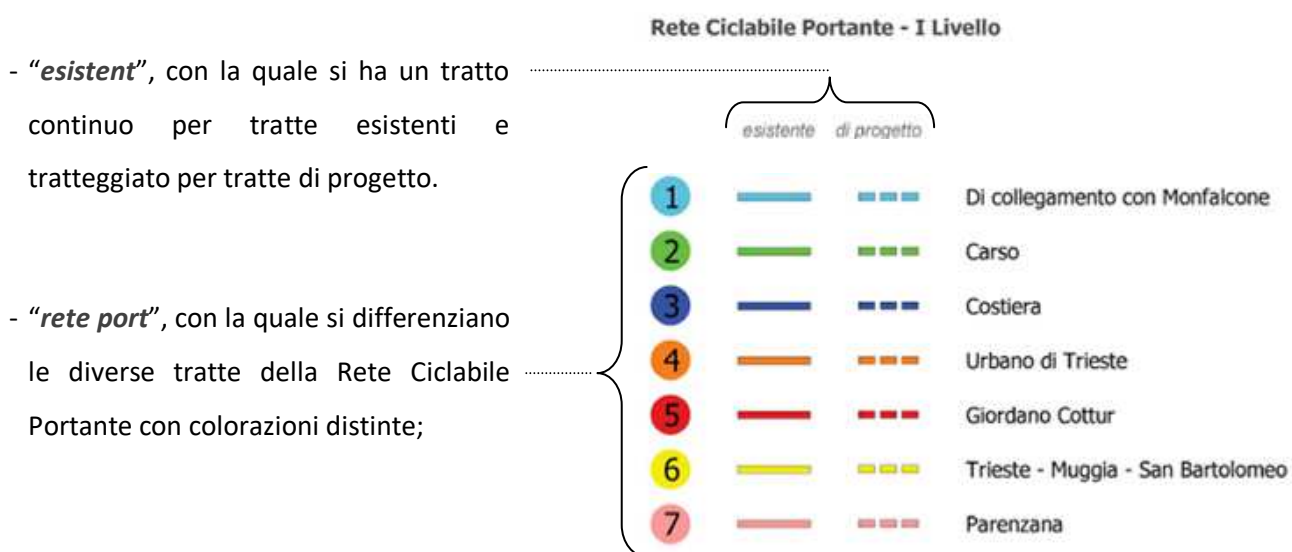 Rete Ciclabile Portante - I Livello
- “esistent”, con la quale si ha un tratto
continuo per tratte esistenti e
tratteggiato per tratte di progetto.
- “rete port”, con la quale si differenziano
le diverse tratte della Rete Ciclabile
Portante con colorazioni distinte;
esistente di progetto
1 Di collegamento con Monfalcone
2 Carso
3 Costiera
4 Urbano di Trieste
5 Giordano Cottur
6 Trieste - Muggia - San Bartolomeo
7 Parenzana